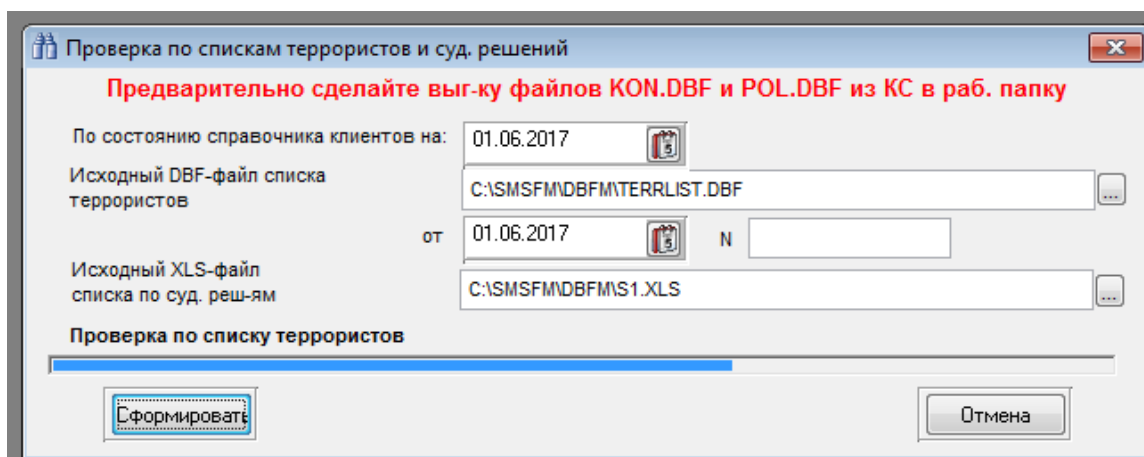 Проверка по спискам террористов и суд. решений
Предварительно сделайте выг-ку файлов KON.DBF и POL.DBF из КС в раб. папку
По состоянию справочника клиентов на: 01.06.2017
Исходный DBF-файл списка
террористов
C:\SMSFM\DBFM\TERRLIST.DBF ...
от 01.06.2017 N
Исходный XLS-файл
списка по суд. реш-ям
C:\SMSFM\DBFM\S1.XLS ...
Проверка по списку террористов
Сформировать Отмена